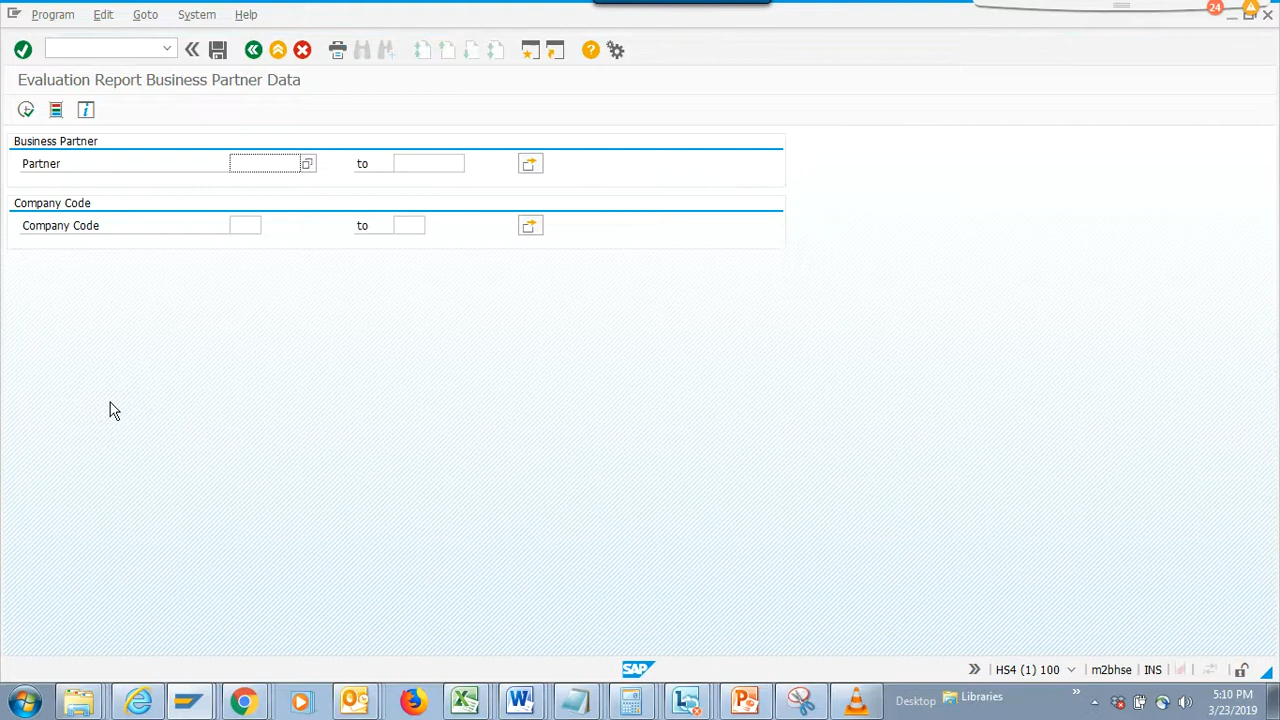 24
Program Edit Goto System Help
Evaluation Report Business Partner Data
Business Partner
Partner to
Company Code
Company Code to
SAP
HS4 (1) 100 m2bhse INS
Desktop Libraries 5:10 PM
3/23/2019